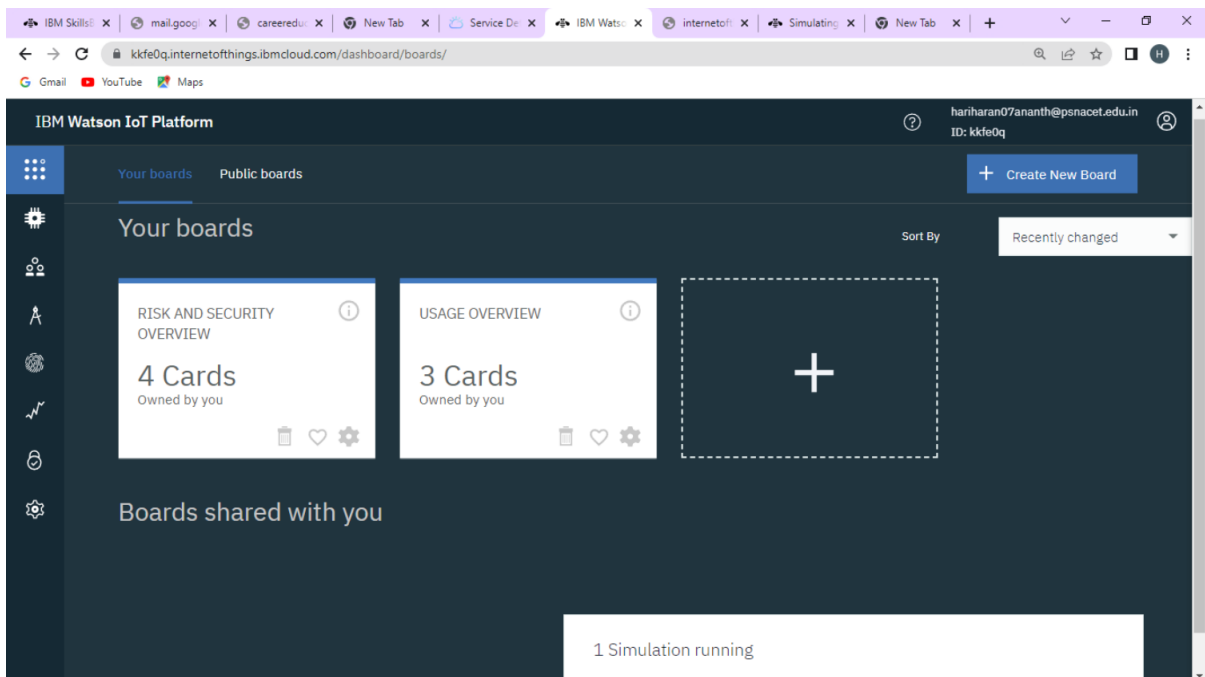 IBM Skills
mail.googl
careereduc
New Tab
Service De
IBM Watso
internetoft
Simulating
New Tab
kkfe0q.internetofthings.ibmcloud.com/dashboard/boards/
H
G Gmail YouTube Maps
IBM Watson IoT Platform
hariharan07ananth@psnacet.edu.in
ID: kkfe0q
Your boards Public boards
+ Create New Board
Your boards
Sort By Recently changed
RISK AND SECURITY
OVERVIEW
4 Cards
Owned by you
USAGE OVERVIEW
3 Cards
Owned by you
Boards shared with you
1 Simulation running